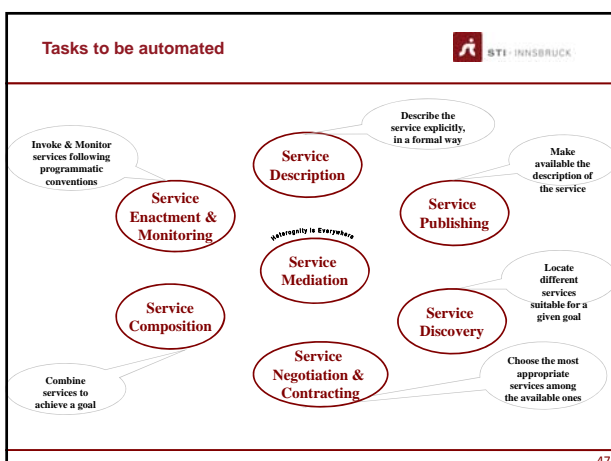 Tasks to be automated
STI · INNSBRUCK
Describe the
service explicitly,
in a formal way
Invoke & Monitor
services following
programmatic
conventions
Service
Description
Make
available the
description of
the service
Service
Enactment &
Monitoring
Service
Publishing
Heterognity is Everywhere
Service
Mediation
Locate
different
services
suitable for a
given goal
Service
Composition
Service
Discovery
Service
Negotiation &
Contracting
Choose the most
appropriate
services among
the available ones
Combine
services to
achieve a goal
47